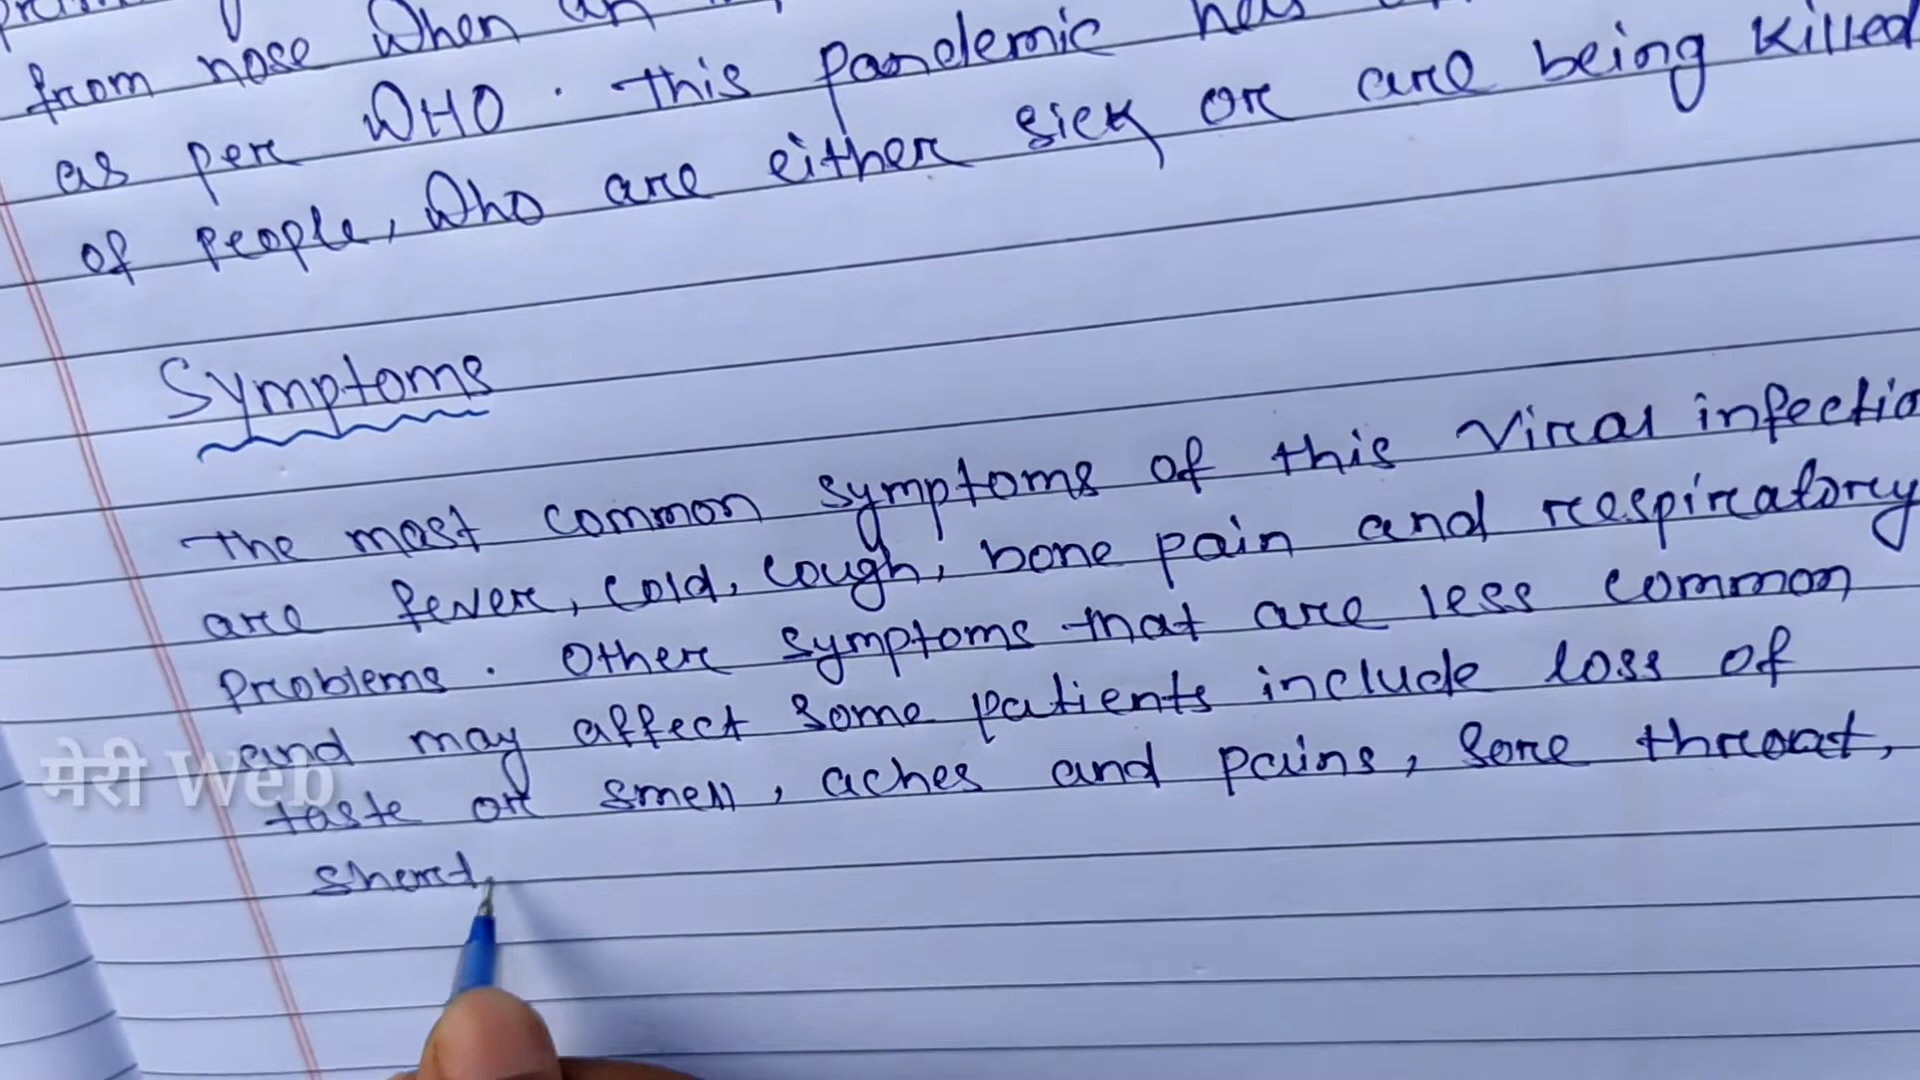 from nose when an
as per WHO. This pandemic has
of people, who are either sick or are being killed
Symptoms
The most common symptoms of this viral infectio
are fever, cold, cough, bone pain and respiratory
problems. Other symptoms that are less common
and may affect some patients include loss of
taste or smell, aches and pains, sore throat,
short
मेरी Web